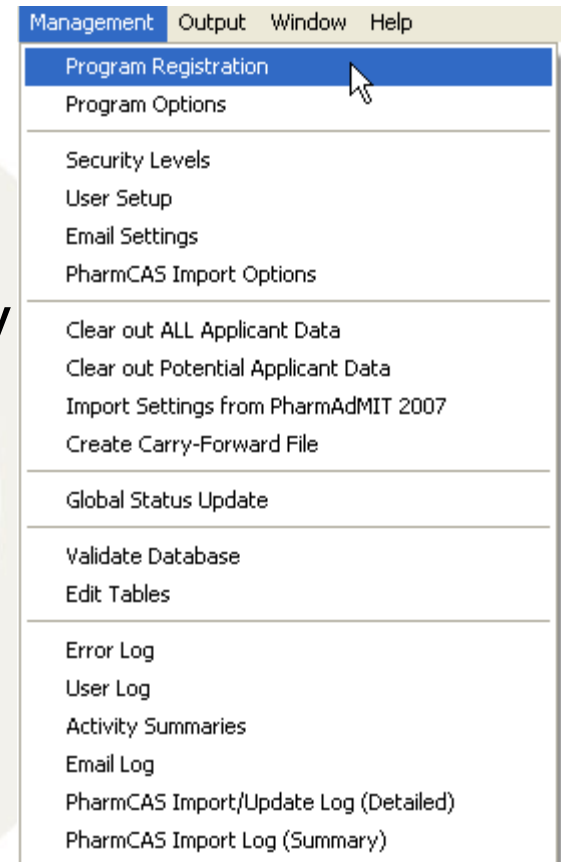 Management Output Window Help
Program Registration
Program Options
Security Levels
User Setup
Email Settings
PharmCAS Import Options
y
Clear out ALL Applicant Data
Clear out Potential Applicant Data
Import Settings from PharmAdMIT 2007
Create Carry-Forward File
Global Status Update
Validate Database
Edit Tables
Error Log
User Log
Activity Summaries
Email Log
PharmCAS Import/Update Log (Detailed)
PharmCAS Import Log (Summary)